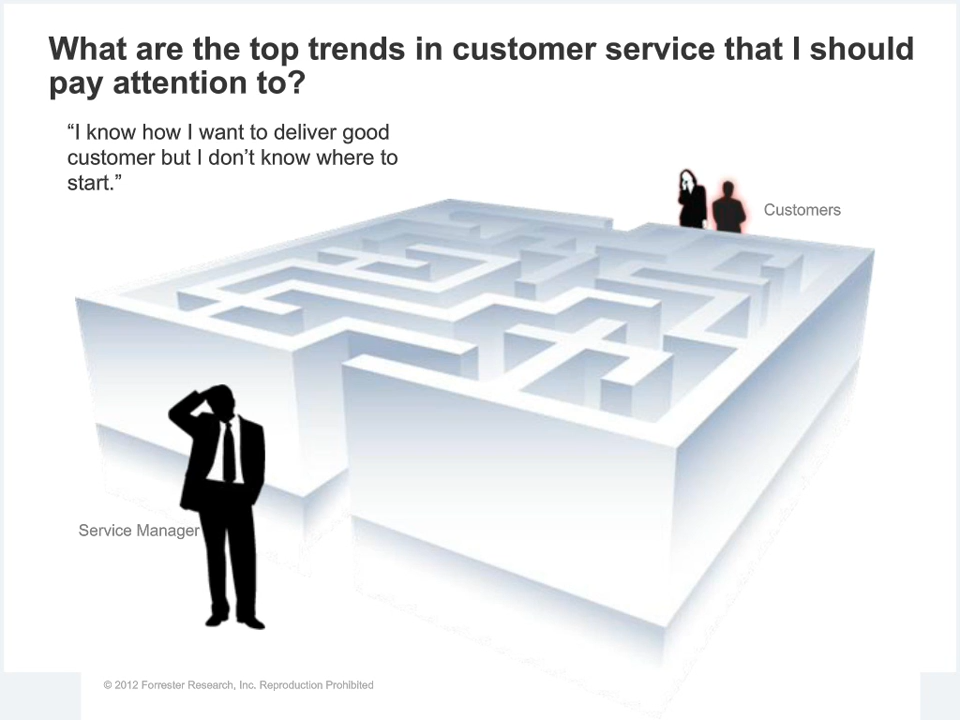 What are the top trends in customer service that I should
pay attention to?
“I know how I want to deliver good
customer but I don’t know where to
start.”
Customers
Service Manager
© 2012 Forrester Research, Inc. Reproduction Prohibited